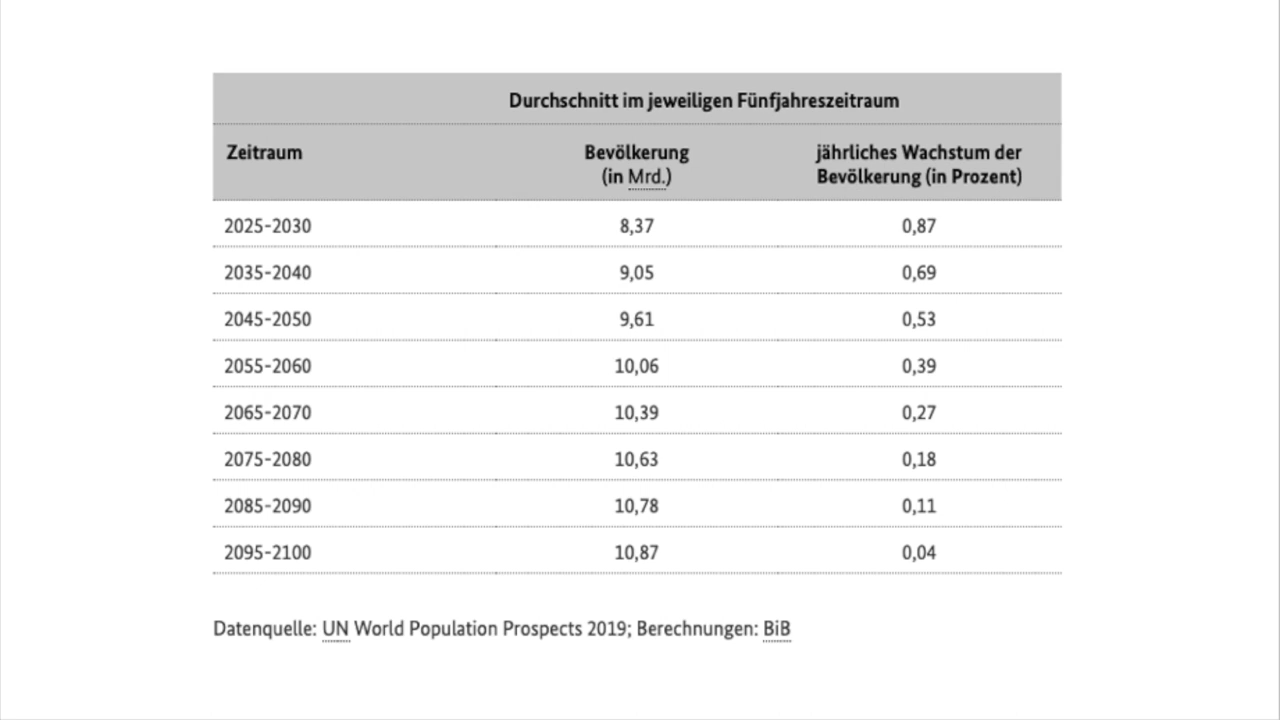 Durchschnitt im jeweiligen Fünfjahreszeitraum
Zeitraum Bevölkerung (in Mrd.) jährliches Wachstum der Bevölkerung (in Prozent)
2025-2030 8,37 0,87
2035-2040 9,05 0,69
2045-2050 9,61 0,53
2055-2060 10,06 0,39
2065-2070 10,39 0,27
2075-2080 10,63 0,18
2085-2090 10,78 0,11
2095-2100 10,87 0,04
Datenquelle: UN World Population Prospects 2019; Berechnungen: BiB